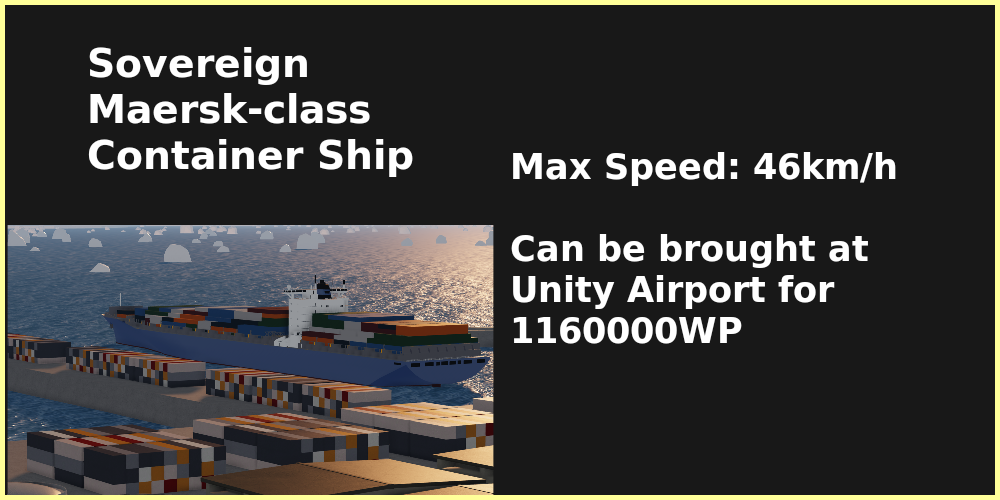 Sovereign
Maersk-class
Container Ship
Max Speed: 46km/h
Can be brought at
Unity Airport for
1160000WP